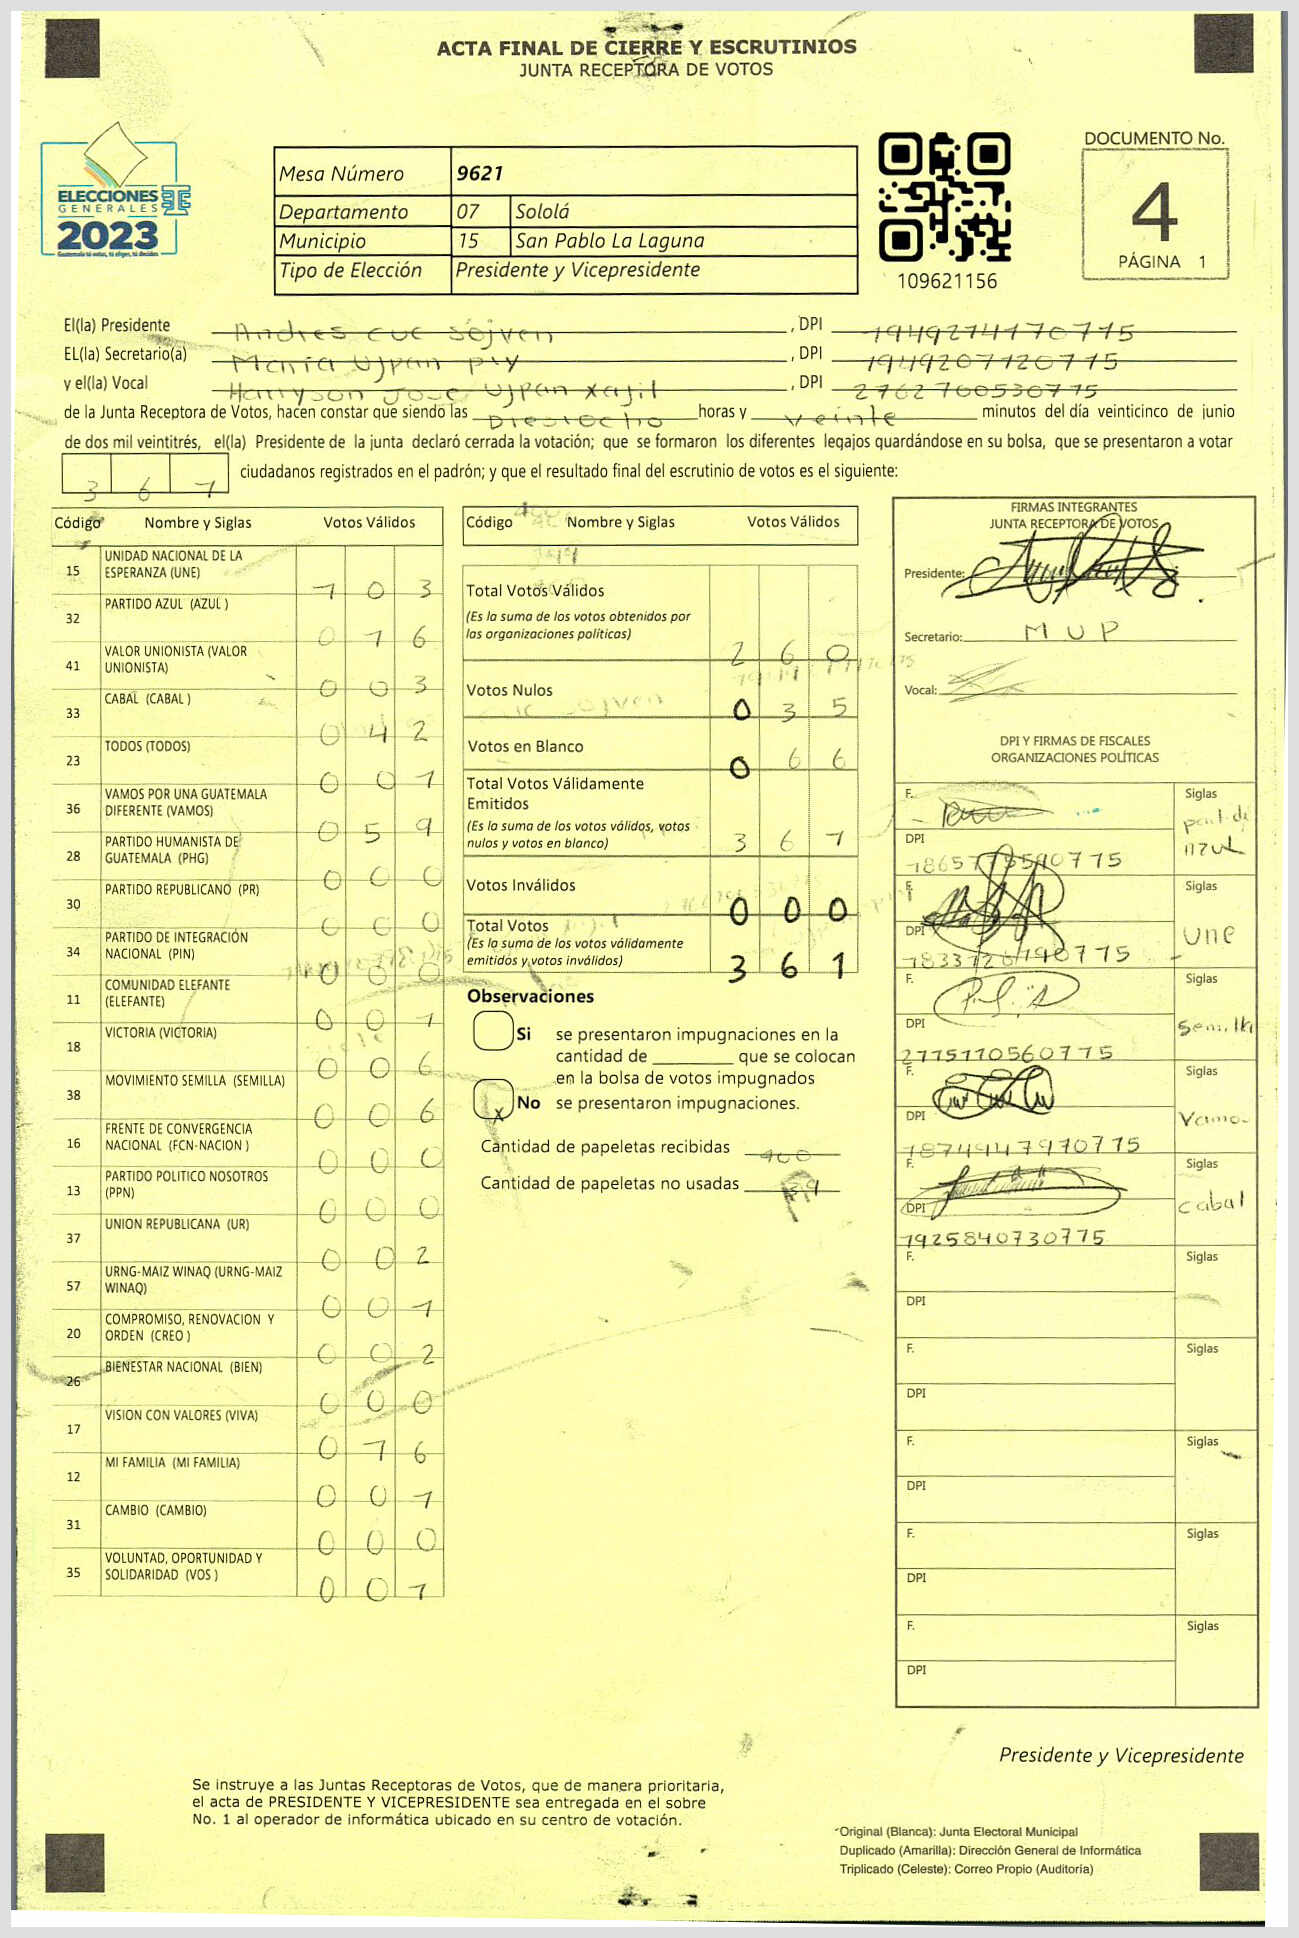 ACTA FINAL DE CIERRE Y ESCRUTINIOS
JUNTA RECEPTORA DE VOTOS
ELECCIONES
GENERALES
2023
Mesa Número 9621
Departamento 07 Sololá
Municipio 15 San Pablo La Laguna
Tipo de Elección Presidente y Vicepresidente
109621156
DOCUMENTO No.
4
PÁGINA 1
El(la) Presidente Andres cuc sojven , DPI 1949274170715
EL(la) Secretario(a) Maria Ujpan , DPI 1949207120715
y el(la) Vocal Harryson Jose Ujpan xajil , DPI 2762760530715
de la Junta Receptora de Votos, hacen constar que siendo las Diesiocho horas y veinte minutos del día veinticinco de junio
de dos mil veintitrés, el(la) Presidente de la junta declaró cerrada la votación; que se formaron los diferentes legajos guardándose en su bolsa, que se presentaron a votar
3 6 1 ciudadanos registrados en el padrón; y que el resultado final del escrutinio de votos es el siguiente:
Código Nombre y Siglas Votos Válidos
15 UNIDAD NACIONAL DE LA ESPERANZA (UNE) 1 0 3
32 PARTIDO AZUL (AZUL ) 0 1 6
41 VALOR UNIONISTA (VALOR UNIONISTA) 0 0 3
33 CABAL (CABAL ) 0 4 2
23 TODOS (TODOS) 0 0 1
36 VAMOS POR UNA GUATEMALA DIFERENTE (VAMOS) 0 5 9
28 PARTIDO HUMANISTA DE GUATEMALA (PHG) 0 0 0
30 PARTIDO REPUBLICANO (PR) 0 0 0
34 PARTIDO DE INTEGRACIÓN NACIONAL (PIN) 0 0 0
11 COMUNIDAD ELEFANTE (ELEFANTE) 0 0 1
18 VICTORIA (VICTORIA) 0 0 6
38 MOVIMIENTO SEMILLA (SEMILLA) 0 0 6
16 FRENTE DE CONVERGENCIA NACIONAL (FCN-NACION ) 0 0 0
13 PARTIDO POLITICO NOSOTROS (PPN) 0 0 0
37 UNION REPUBLICANA (UR) 0 0 2
57 URNG-MAIZ WINAQ (URNG-MAIZ WINAQ) 0 0 1
20 COMPROMISO, RENOVACION Y ORDEN (CREO ) 0 0 2
26 BIENESTAR NACIONAL (BIEN) 0 0 0
17 VISION CON VALORES (VIVA) 0 1 6
12 MI FAMILIA (MI FAMILIA) 0 0 1
31 CAMBIO (CAMBIO) 0 0 0
35 VOLUNTAD, OPORTUNIDAD Y SOLIDARIDAD (VOS ) 0 0 1
Código Nombre y Siglas Votos Válidos
Total Votos Válidos
(Es la suma de los votos obtenidos por
las organizaciones políticas) 2 6 0
Votos Nulos 0 3 5
Votos en Blanco 0 6 6
Total Votos Válidamente
Emitidos
(Es la suma de los votos válidos, votos
nulos y votos en blanco) 3 6 1
Votos Inválidos 0 0 0
Total Votos
(Es la suma de los votos válidamente
emitidos y votos inválidos) 3 6 1
Observaciones
Si se presentaron impugnaciones en la
cantidad de que se colocan
en la bolsa de votos impugnados
X No se presentaron impugnaciones.
Cantidad de papeletas recibidas 400
Cantidad de papeletas no usadas 39
FIRMAS INTEGRANTES
JUNTA RECEPTORA DE VOTOS
Presidente:
Secretario: M U P
Vocal:
DPI Y FIRMAS DE FISCALES
ORGANIZACIONES POLÍTICAS
F. Siglas
DPI
F. Siglas
DPI une
F. Siglas
DPI semilla
2775110560715
F. Siglas
DPI Vamo
1874947970715
F. Siglas
DPI cabal
1925840730715
F. Siglas
DPI
F. Siglas
DPI
F. Siglas
DPI
F. Siglas
DPI
F. Siglas
DPI
Presidente y Vicepresidente
Se instruye a las Juntas Receptoras de Votos, que de manera prioritaria,
el acta de PRESIDENTE Y VICEPRESIDENTE sea entregada en el sobre
No. 1 al operador de informática ubicado en su centro de votación.
Original (Blanca): Junta Electoral Municipal
Duplicado (Amarilla): Dirección General de Informática
Triplicado (Celeste): Correo Propio (Auditoría)